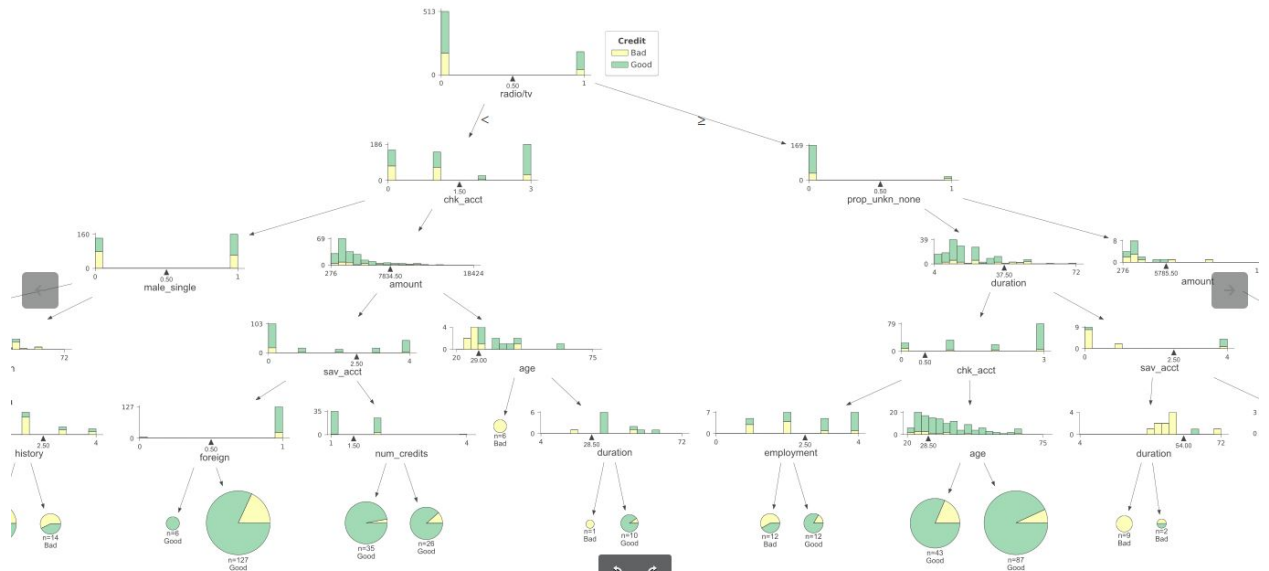 513
Credit
Bad
Good
0
0 0.50 1
radio/tv
< ≥
186
0
0 1.50 3
chk_acct
169
0
0 0.50 1
prop_unkn_none
160
0
0 0.50 1
male_single
69
0
276 7834.50 18424
amount
39
0
4 37.50 72
duration
8
0
276 5785.50 1
amount
72
n
103
0
0 2.50 4
sav_acct
4
0
20 29.00 75
age
79
0
0 0.50 3
chk_acct
9
0
0 2.50 4
sav_acct
2.50 4
history
127
0
0 0.50 1
foreign
35
0
1 1.50 4
num_credits
n=6
Bad
6
0
4 28.50 72
duration
7
0
0 2.50 4
employment
20
0
20 28.50 75
age
4
0
4 54.00 72
duration
3
0
n=14
Bad
n=6
Good
n=127
Good
n=35
Good
n=26
Good
n=1
Bad
n=10
Good
n=12
Bad
n=12
Good
n=43
Good
n=87
Good
n=9
Bad
n=2
Bad